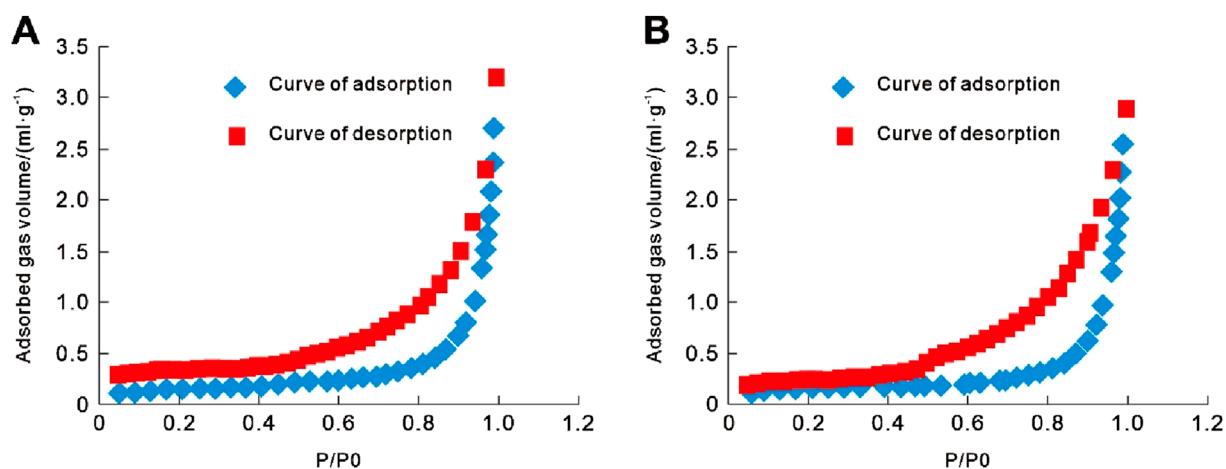 A
3.5
3.0
2.5
2.0
1.5
1.0
0.5
0
Adsorbed gas volume/(ml·g⁻¹)
Curve of adsorption
Curve of desorption
0 0.2 0.4 0.6 0.8 1.0 1.2
P/P0
B
3.5
3.0
2.5
2.0
1.5
1.0
0.5
0
Adsorbed gas volume/(ml·g⁻¹)
Curve of adsorption
Curve of desorption
0 0.2 0.4 0.6 0.8 1.0 1.2
P/P0